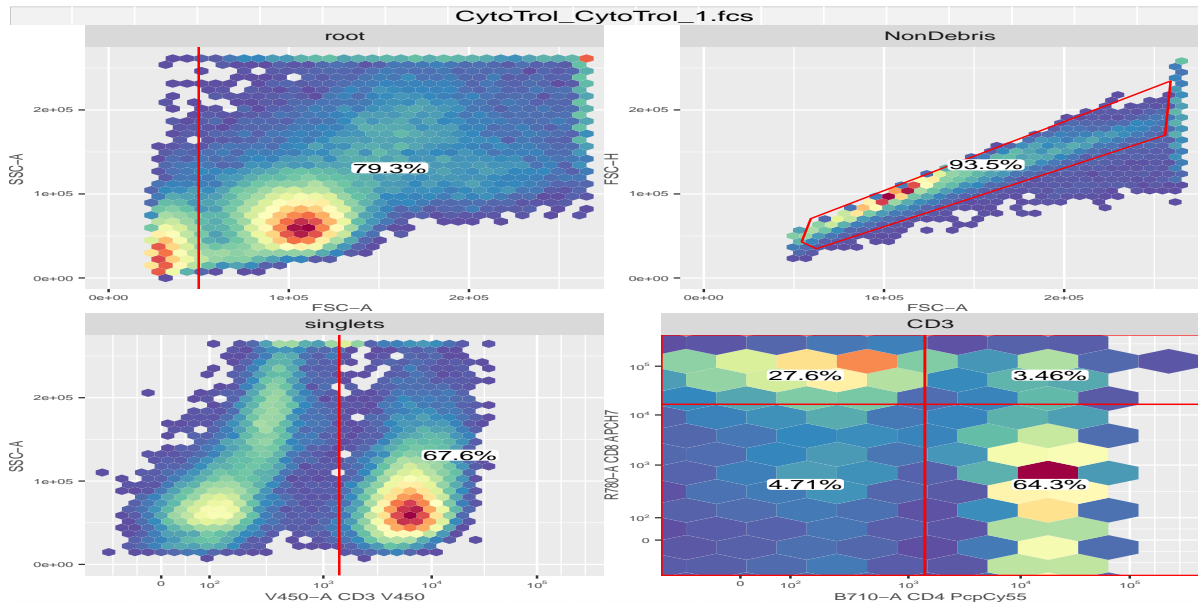 CytoTrol_CytoTrol_1.fcs
root
SSC-A
2e+05
1e+05
0e+00
79.3%
0e+00 1e+05 2e+05
FSC-A
NonDebris
FSC-H
2e+05
1e+05
0e+00
93.5%
0e+00 1e+05 2e+05
FSC-A
singlets
SSC-A
2e+05
1e+05
0e+00
67.6%
0 10² 10³ 10⁴ 10⁵
V450-A CD3 V450
CD3
R780-A CD8 APCH7
10⁵
10⁴
10³
10²
0
27.6% 3.46%
4.71% 64.3%
0 10² 10³ 10⁴ 10⁵
B710-A CD4 PcpCy55